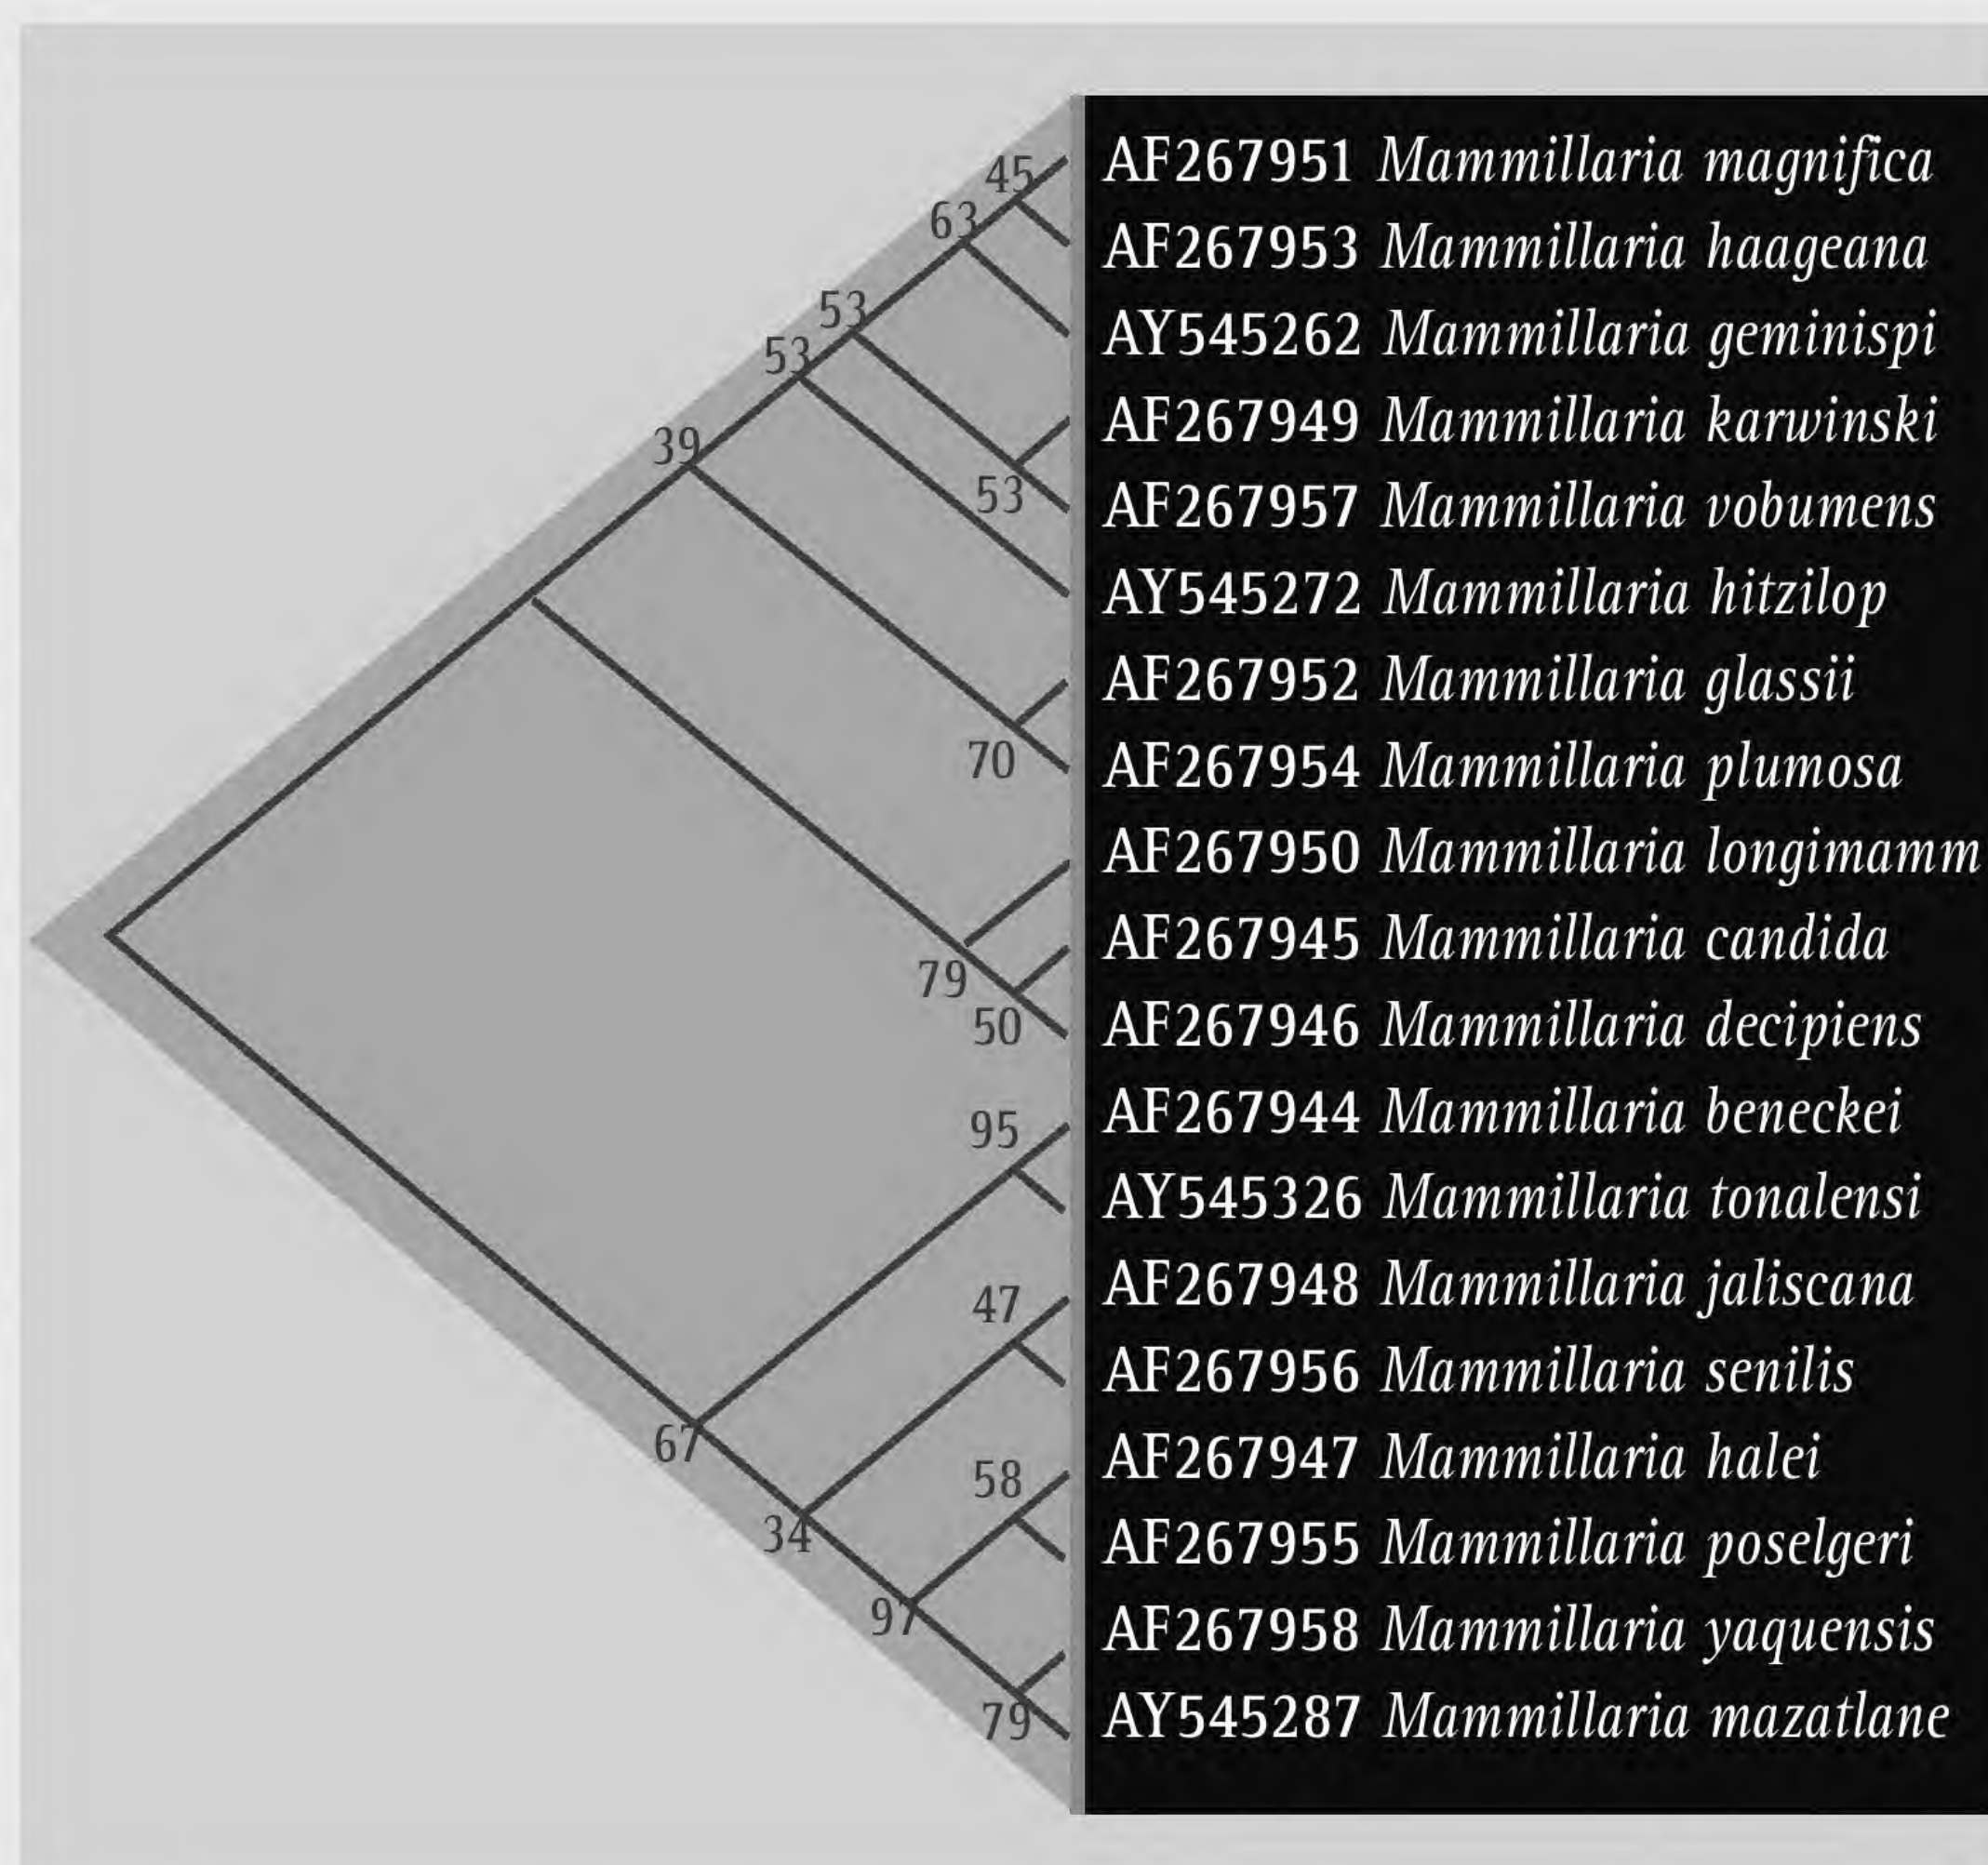 45
63
53
53
39
53
70
79
50
95
47
67
58
34
97
79
AF267951 Mammillaria magnifica
AF267953 Mammillaria haageana
AY545262 Mammillaria geminispi
AF267949 Mammillaria karwinski
AF267957 Mammillaria vobumens
AY545272 Mammillaria hitzilop
AF267952 Mammillaria glassii
AF267954 Mammillaria plumosa
AF267950 Mammillaria longimamm
AF267945 Mammillaria candida
AF267946 Mammillaria decipiens
AF267944 Mammillaria beneckei
AY545326 Mammillaria tonalensi
AF267948 Mammillaria jaliscana
AF267956 Mammillaria senilis
AF267947 Mammillaria halei
AF267955 Mammillaria poselgeri
AF267958 Mammillaria yaquensis
AY545287 Mammillaria mazatlane